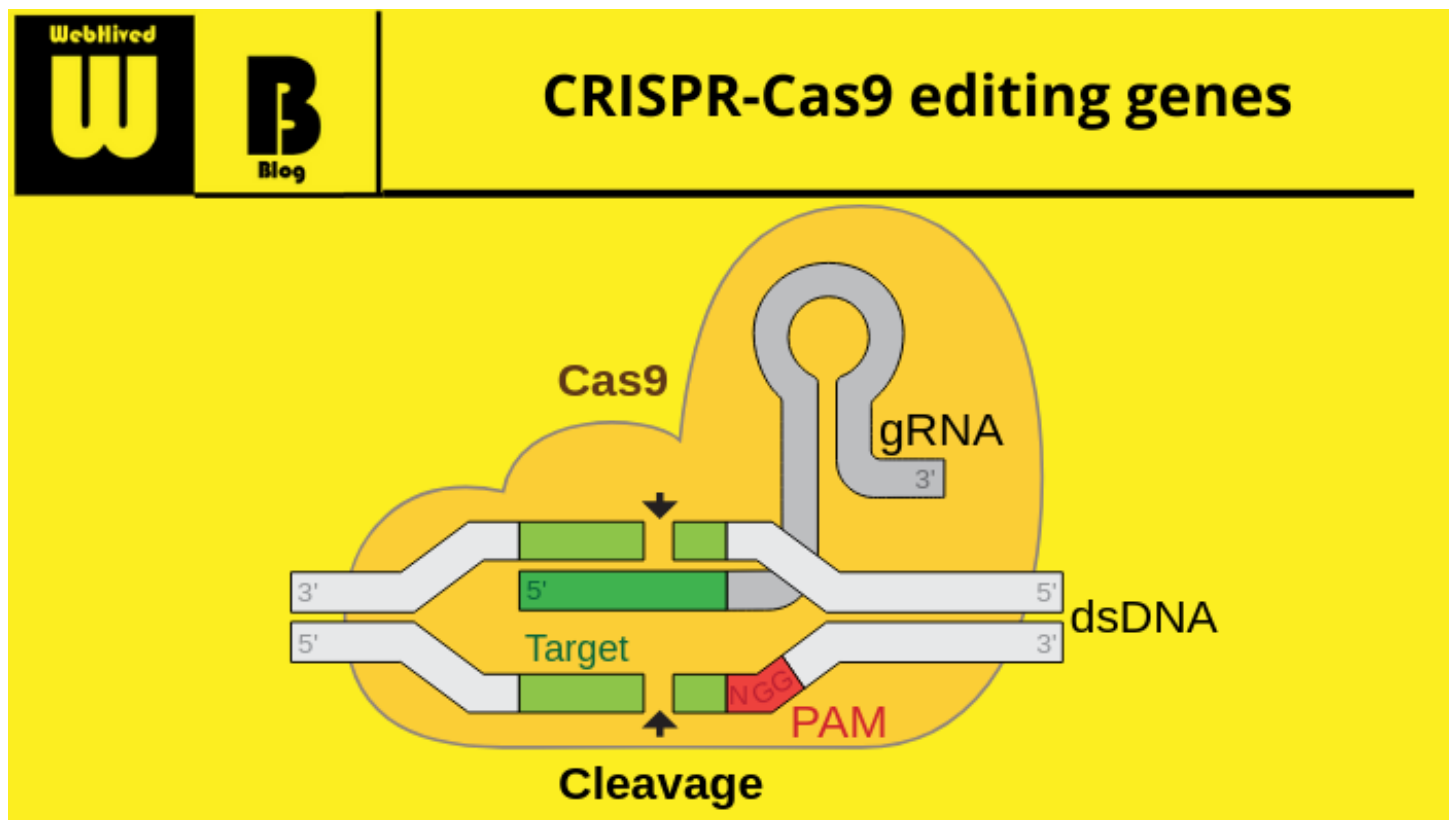 WebHived
W
B
Blog
CRISPR-Cas9 editing genes
Cas9
gRNA
3'
3'
5'
5'
dsDNA
5'
Target
3'
NGG
PAM
Cleavage